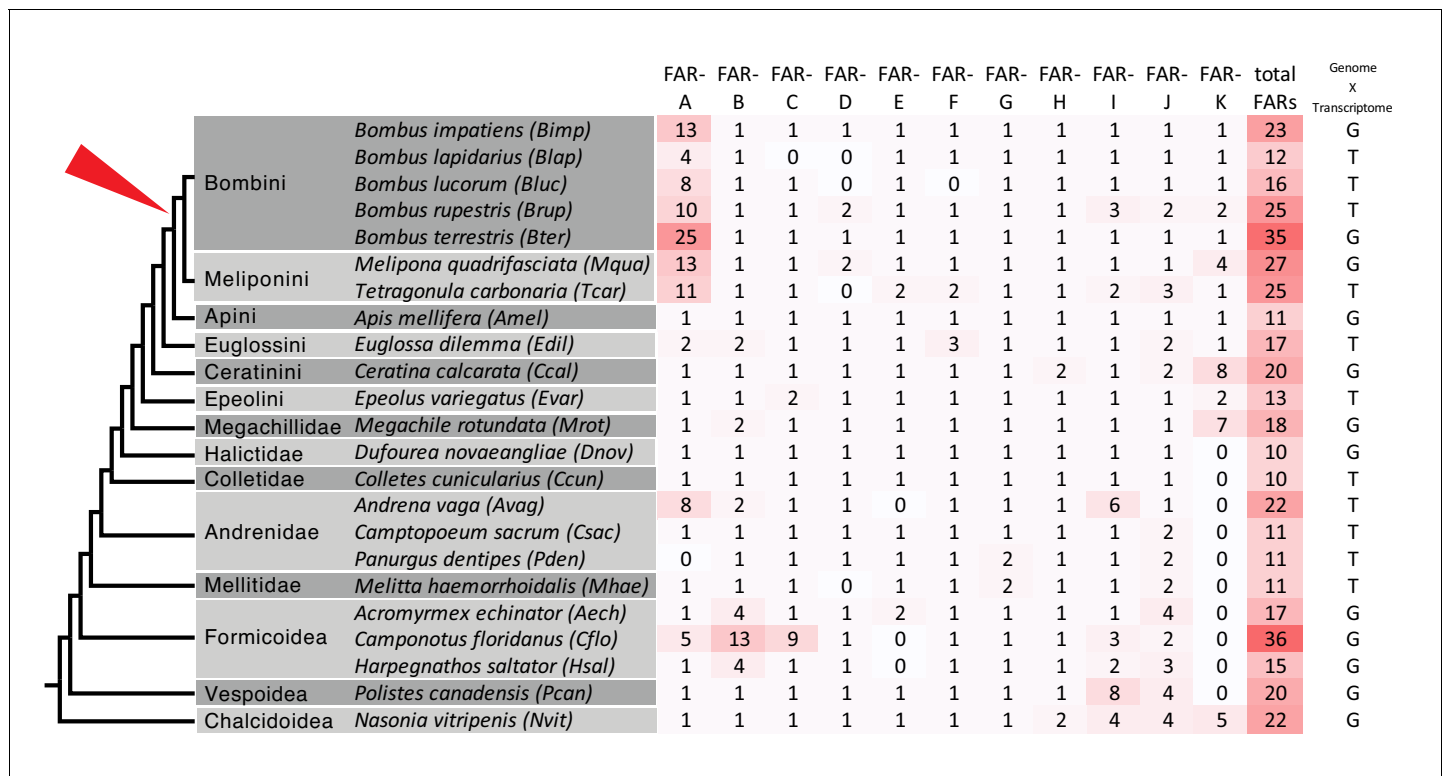 FAR- FAR- FAR- FAR- FAR- FAR- FAR- FAR- FAR- FAR- FAR- total Genome
A B C D E F G H I J K FARs X
Transcriptome
Bombini
Bombus impatiens (Bimp) 13 1 1 1 1 1 1 1 1 1 1 23 G
Bombus lapidarius (Blap) 4 1 0 0 1 1 1 1 1 1 1 12 T
Bombus lucorum (Bluc) 8 1 1 0 1 0 1 1 1 1 1 16 T
Bombus rupestris (Brup) 10 1 1 2 1 1 1 1 3 2 2 25 T
Bombus terrestris (Bter) 25 1 1 1 1 1 1 1 1 1 1 35 G
Meliponini
Melipona quadrifasciata (Mqua) 13 1 1 2 1 1 1 1 1 1 4 27 G
Tetragonula carbonaria (Tcar) 11 1 1 0 2 2 1 1 2 3 1 25 T
Apini Apis mellifera (Amel) 1 1 1 1 1 1 1 1 1 1 1 11 G
Euglossini Euglossa dilemma (Edil) 2 2 1 1 1 3 1 1 1 2 1 17 T
Ceratinini Ceratina calcarata (Ccal) 1 1 1 1 1 1 1 2 1 2 8 20 G
Epeolini Epeolus variegatus (Evar) 1 1 2 1 1 1 1 1 1 1 2 13 T
Megachillidae Megachile rotundata (Mrot) 1 2 1 1 1 1 1 1 1 1 7 18 G
Halictidae Dufourea novaeangliae (Dnov) 1 1 1 1 1 1 1 1 1 1 0 10 G
Colletidae Colletes cunicularius (Ccun) 1 1 1 1 1 1 1 1 1 1 0 10 T
Andrenidae
Andrena vaga (Avag) 8 2 1 1 0 1 1 1 6 1 0 22 T
Camptopoeum sacrum (Csac) 1 1 1 1 1 1 1 1 1 2 0 11 T
Panurgus dentipes (Pden) 0 1 1 1 1 1 2 1 1 2 0 11 T
Mellitidae Melitta haemorrhoidalis (Mhae) 1 1 1 0 1 1 2 1 1 2 0 11 T
Formicoidea
Acromyrmex echinator (Aech) 1 4 1 1 2 1 1 1 1 4 0 17 G
Camponotus floridanus (Cflo) 5 13 9 1 0 1 1 1 3 2 0 36 G
Harpegnathos saltator (Hsal) 1 4 1 1 0 1 1 1 2 3 0 15 G
Vespoidea Polistes canadensis (Pcan) 1 1 1 1 1 1 1 1 8 4 0 20 G
Chalcidoidea Nasonia vitripenis (Nvit) 1 1 1 1 1 1 1 2 4 4 5 22 G